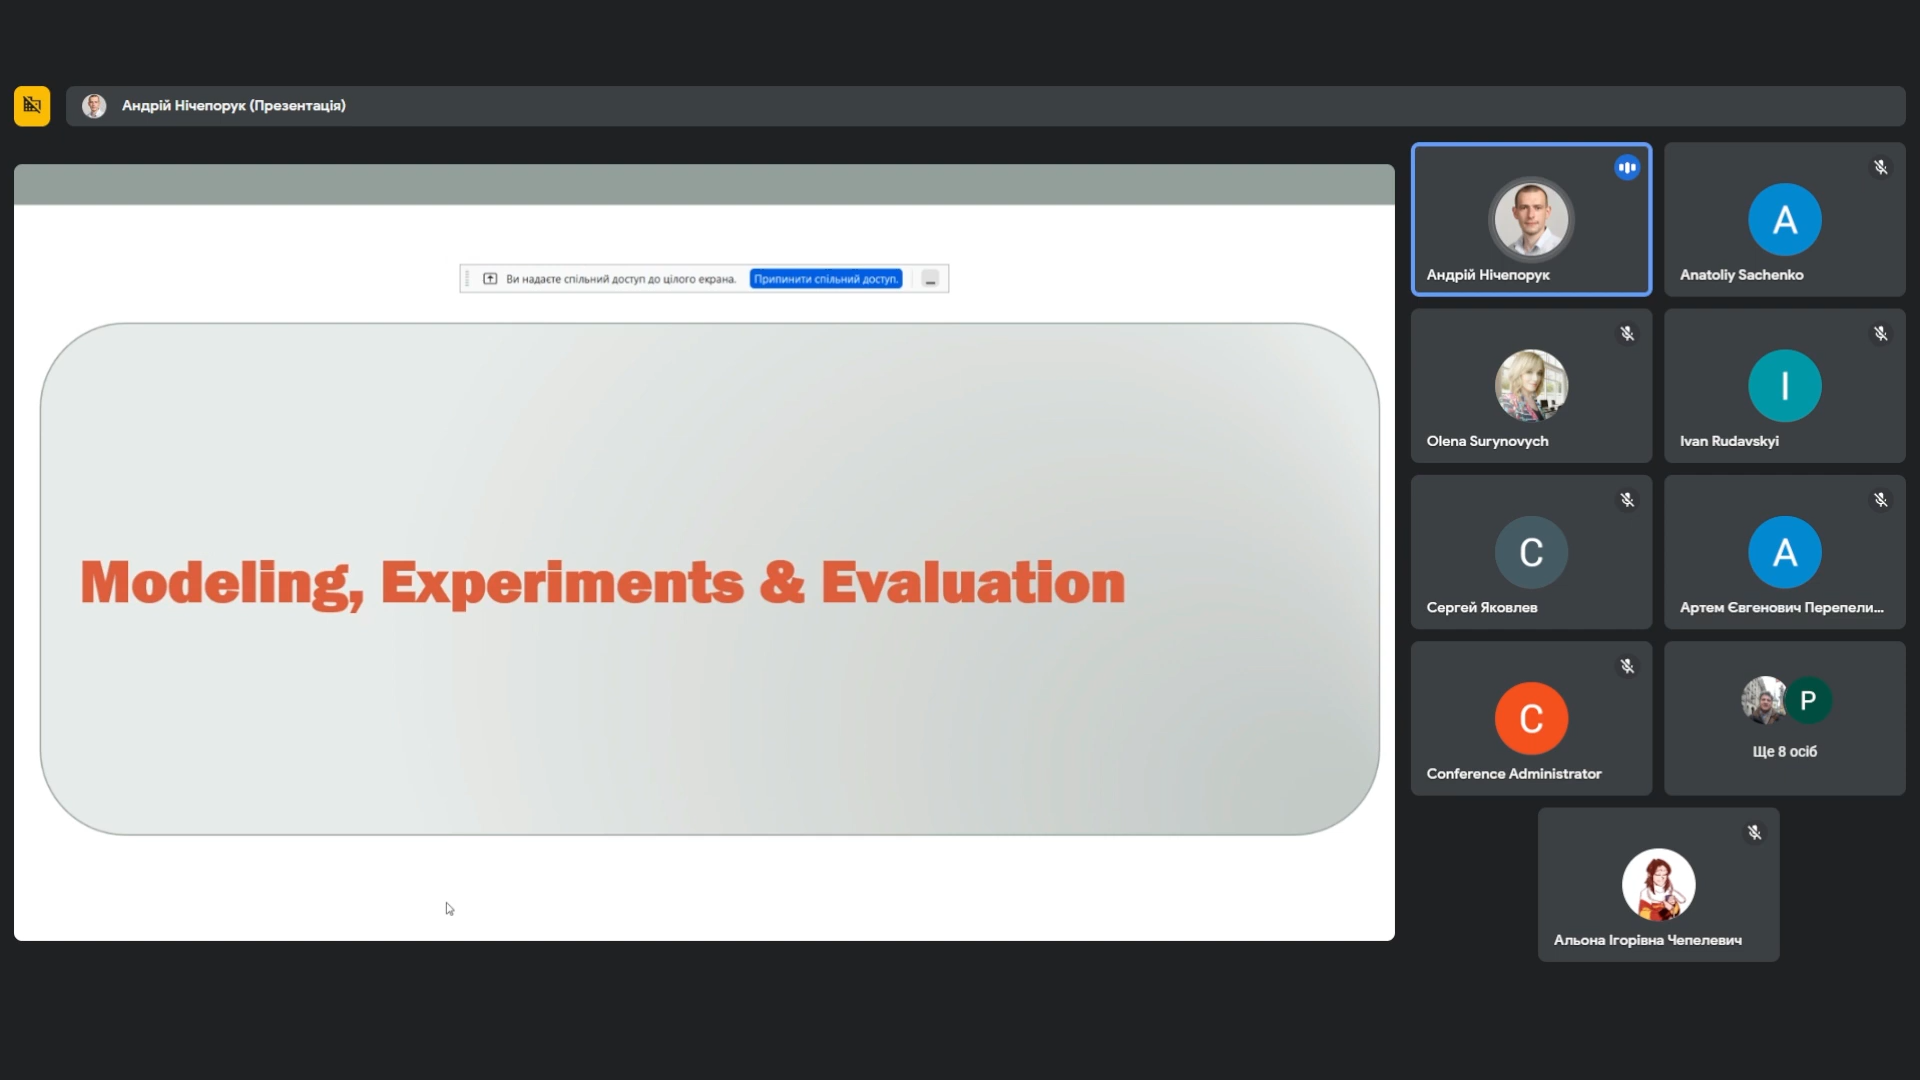 Андрій Нічепорук (Презентація)
Ви надаєте спільний доступ до цілого екрана.
Припинити спільний доступ.
Modeling, Experiments & Evaluation
Андрій Нічепорук
A
Anatoliy Sachenko
Olena Surynovych
I
Ivan Rudavskyi
С
Сергей Яковлев
А
Артем Євгенович Перепели...
C
Conference Administrator
P
Ще 8 осіб
Альона Ігорівна Чепелевич